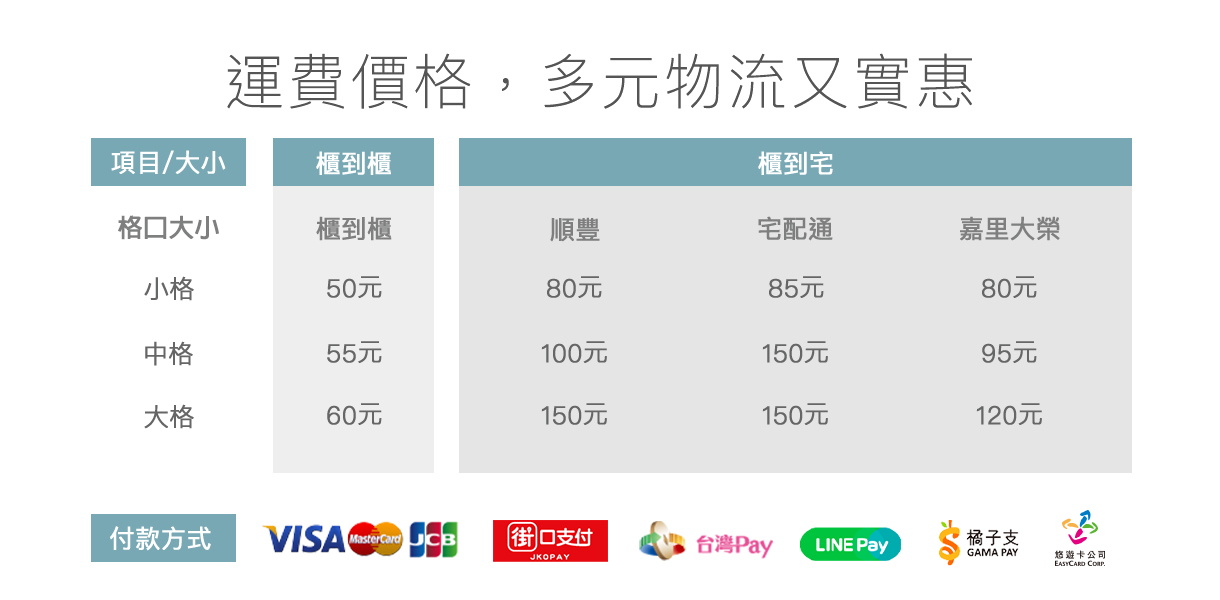 運費價格，多元物流又實惠
項目/大小 櫃到櫃 櫃到宅
格口大小 櫃到櫃 順豐 宅配通 嘉里大榮
小格 50元 80元 85元 80元
中格 55元 100元 150元 95元
大格 60元 150元 150元 120元
付款方式 VISA MasterCard JCB 街口支付 JKOPAY 台灣Pay LINE Pay 橘子支 GAMA PAY 悠遊卡公司 EASYCARD CORP.